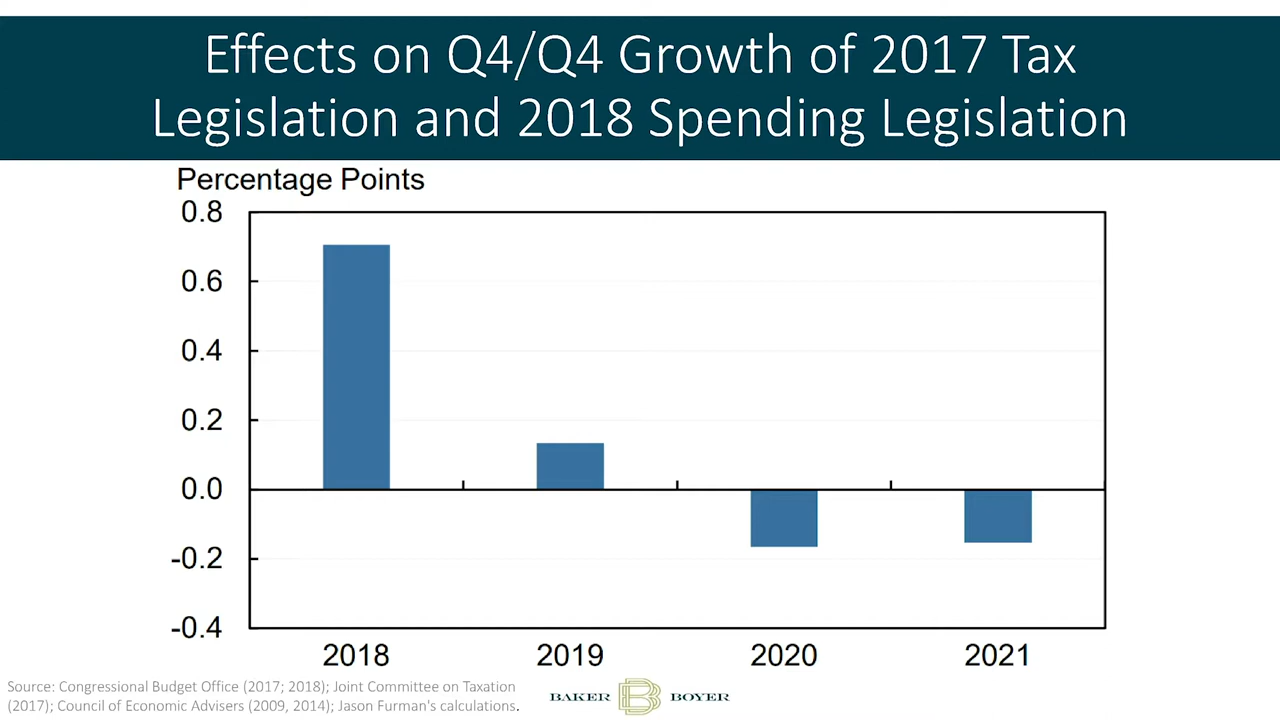 Effects on Q4/Q4 Growth of 2017 Tax
Legislation and 2018 Spending Legislation
Percentage Points
0.8
0.6
0.4
0.2
0.0
-0.2
-0.4
2018 2019 2020 2021
Source: Congressional Budget Office (2017; 2018); Joint Committee on Taxation
(2017); Council of Economic Advisers (2009, 2014); Jason Furman's calculations.
BAKER BOYER